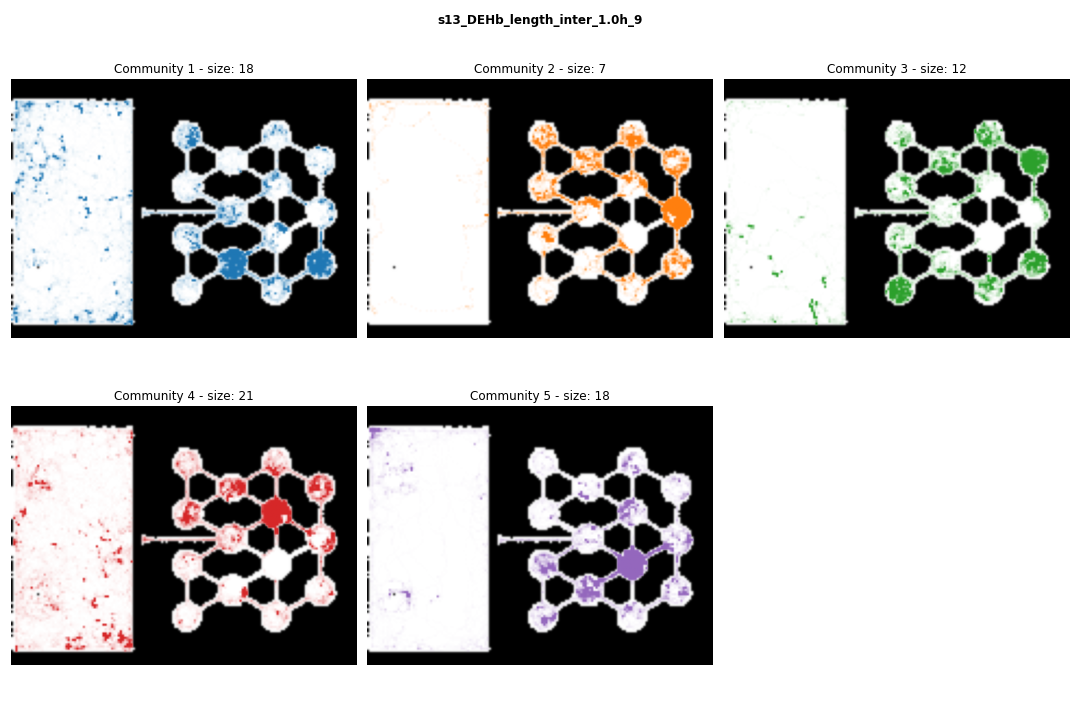 s13_DEHb_length_inter_1.0h_9
Community 1 - size: 18
Community 2 - size: 7
Community 3 - size: 12
Community 4 - size: 21
Community 5 - size: 18